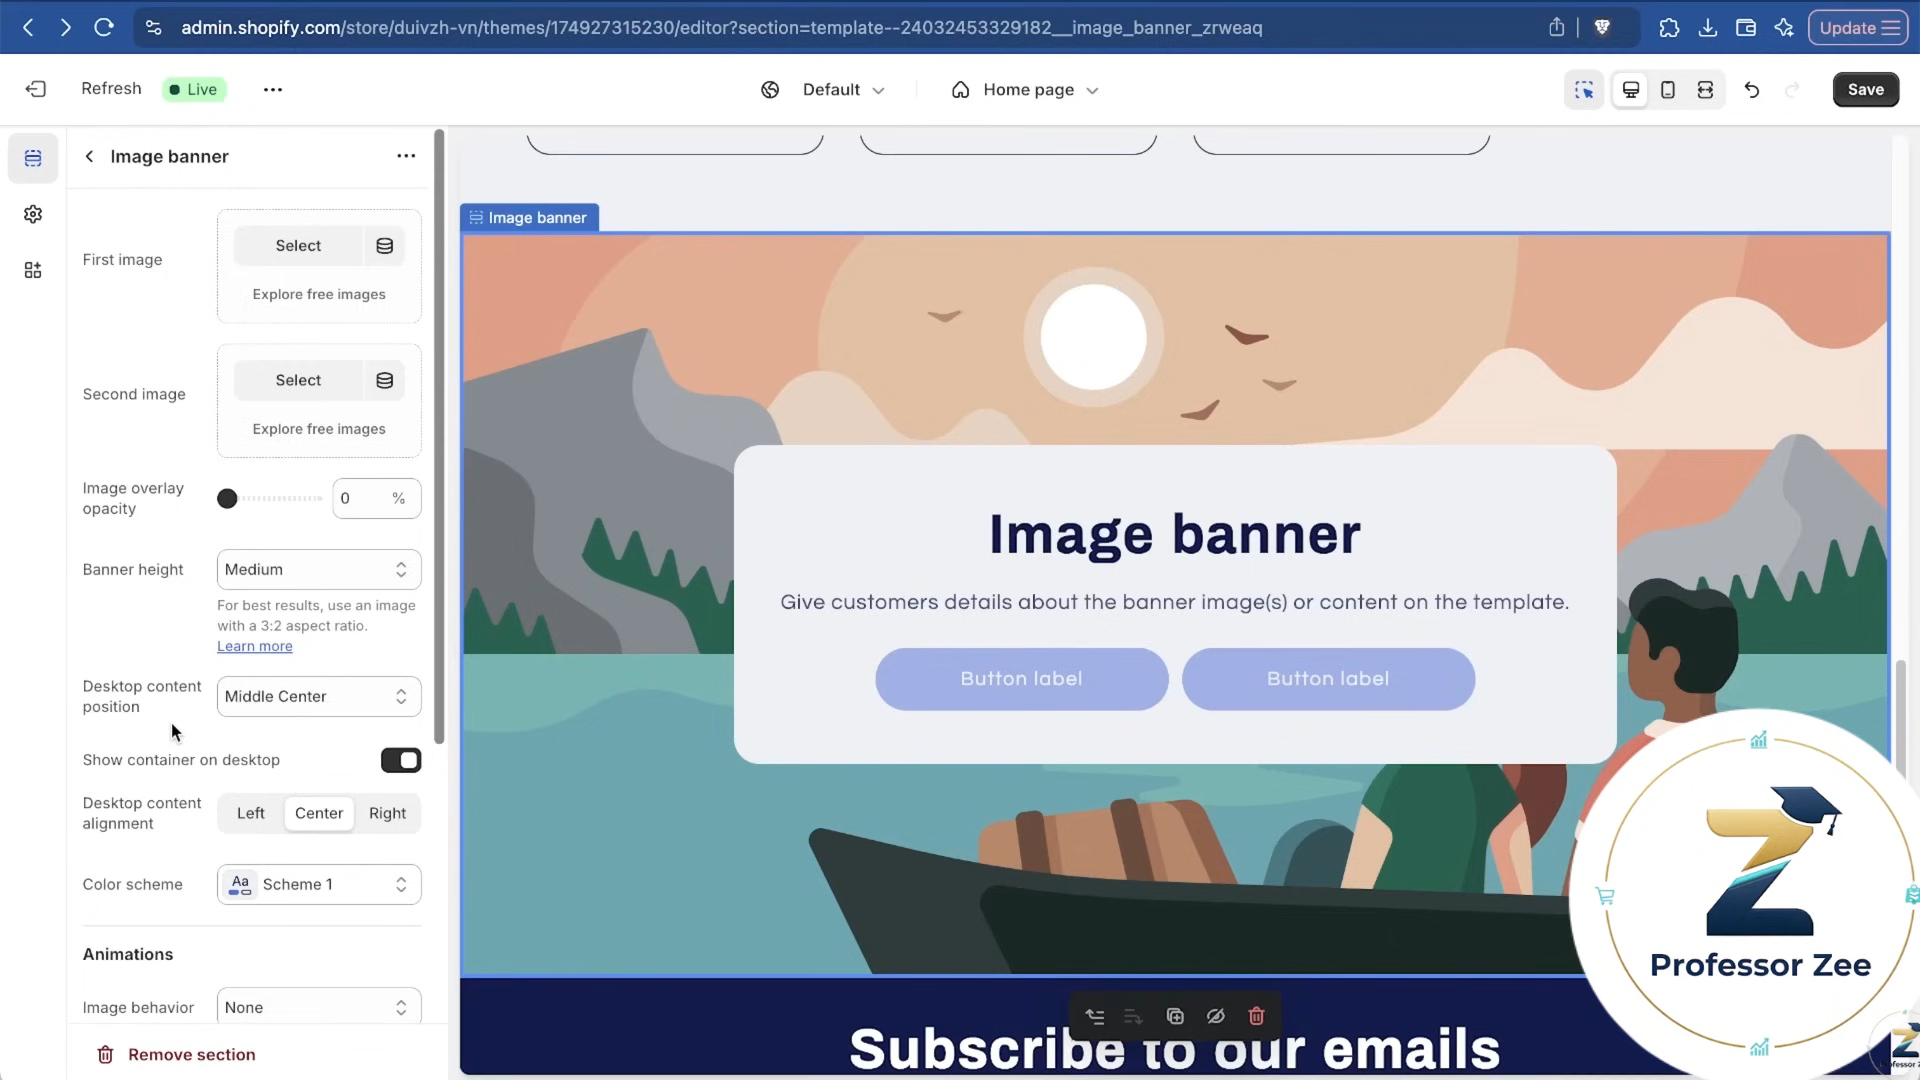 admin.shopify.com/store/duivzh-vn/themes/174927315230/editor?section=template--24032453329182__image_banner_zrweaq
Update
Refresh
Live
Default
Home page
Save
Image banner
First image
Select
Explore free images
Second image
Select
Explore free images
Image overlay
opacity
0 %
Banner height
Medium
For best results, use an image
with a 3:2 aspect ratio.
Learn more
Desktop content
position
Middle Center
Show container on desktop
Desktop content
alignment
Left
Center
Right
Color scheme
Aa
Scheme 1
Animations
Image behavior
None
Remove section
Image banner
Image banner
Give customers details about the banner image(s) or content on the template.
Button label
Button label
Subscribe to our emails
Professor Zee